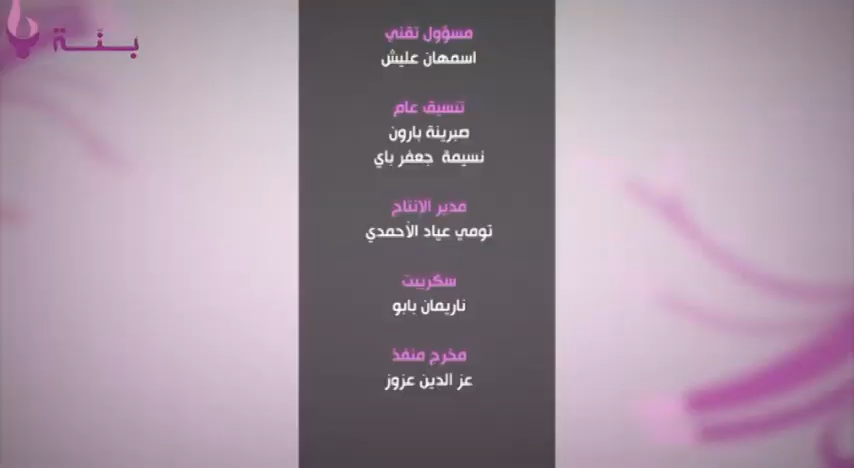 بنة
مسؤول تقني
اسمهان عليش
تنسيق عام
صبرينة بارون
نسيمة جعفر باي
مدير الانتاج
تومي عياد الأحمدي
سكريبت
ناريمان بابو
مخرج منفذ
عز الدين عزوز